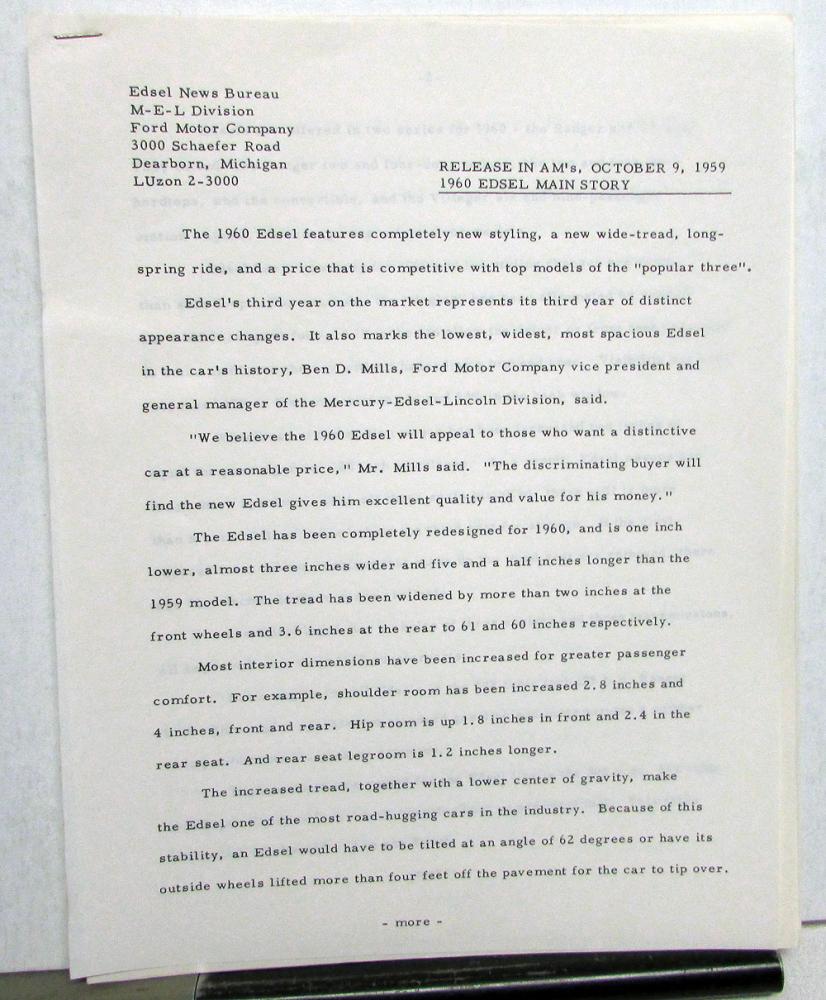 Edsel News Bureau
M-E-L Division
Ford Motor Company
3000 Schaefer Road
Dearborn, Michigan
LUzon 2-3000
RELEASE IN AM's, OCTOBER 9, 1959
1960 EDSEL MAIN STORY
The 1960 Edsel features completely new styling, a new wide-tread, long-
spring ride, and a price that is competitive with top models of the "popular three".
Edsel's third year on the market represents its third year of distinct
appearance changes. It also marks the lowest, widest, most spacious Edsel
in the car's history, Ben D. Mills, Ford Motor Company vice president and
general manager of the Mercury-Edsel-Lincoln Division, said.
"We believe the 1960 Edsel will appeal to those who want a distinctive
car at a reasonable price," Mr. Mills said. "The discriminating buyer will
find the new Edsel gives him excellent quality and value for his money."
The Edsel has been completely redesigned for 1960, and is one inch
lower, almost three inches wider and five and a half inches longer than the
1959 model. The tread has been widened by more than two inches at the
front wheels and 3.6 inches at the rear to 61 and 60 inches respectively.
Most interior dimensions have been increased for greater passenger
comfort. For example, shoulder room has been increased 2.8 inches and
4 inches, front and rear. Hip room is up 1.8 inches in front and 2.4 in the
rear seat. And rear seat legroom is 1.2 inches longer.
The increased tread, together with a lower center of gravity, make
the Edsel one of the most road-hugging cars in the industry. Because of this
stability, an Edsel would have to be tilted at an angle of 62 degrees or have its
outside wheels lifted more than four feet off the pavement for the car to tip over.
- more -